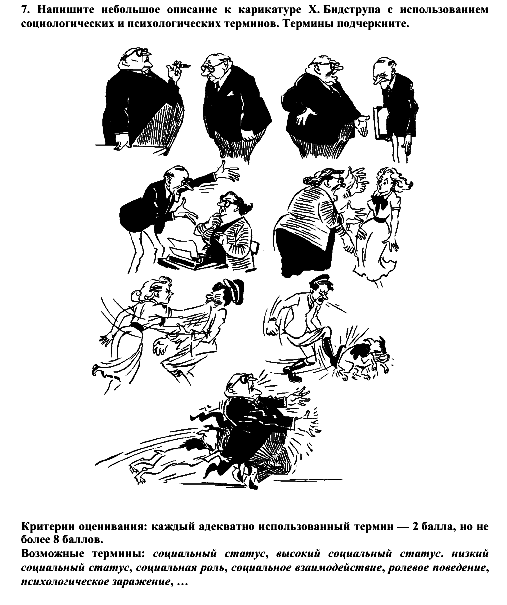 7. Напишите небольшое описание к карикатуре Х. Бидструпа с использованием
социологических и психологических терминов. Термины подчеркните.
Критерии оценивания: каждый адекватно использованный термин — 2 балла, но не
более 8 баллов.
Возможные термины: социальный статус, высокий социальный статус. низкий
социальный статус, социальная роль, социальное взаимодействие, ролевое поведение,
психологическое заражение, …